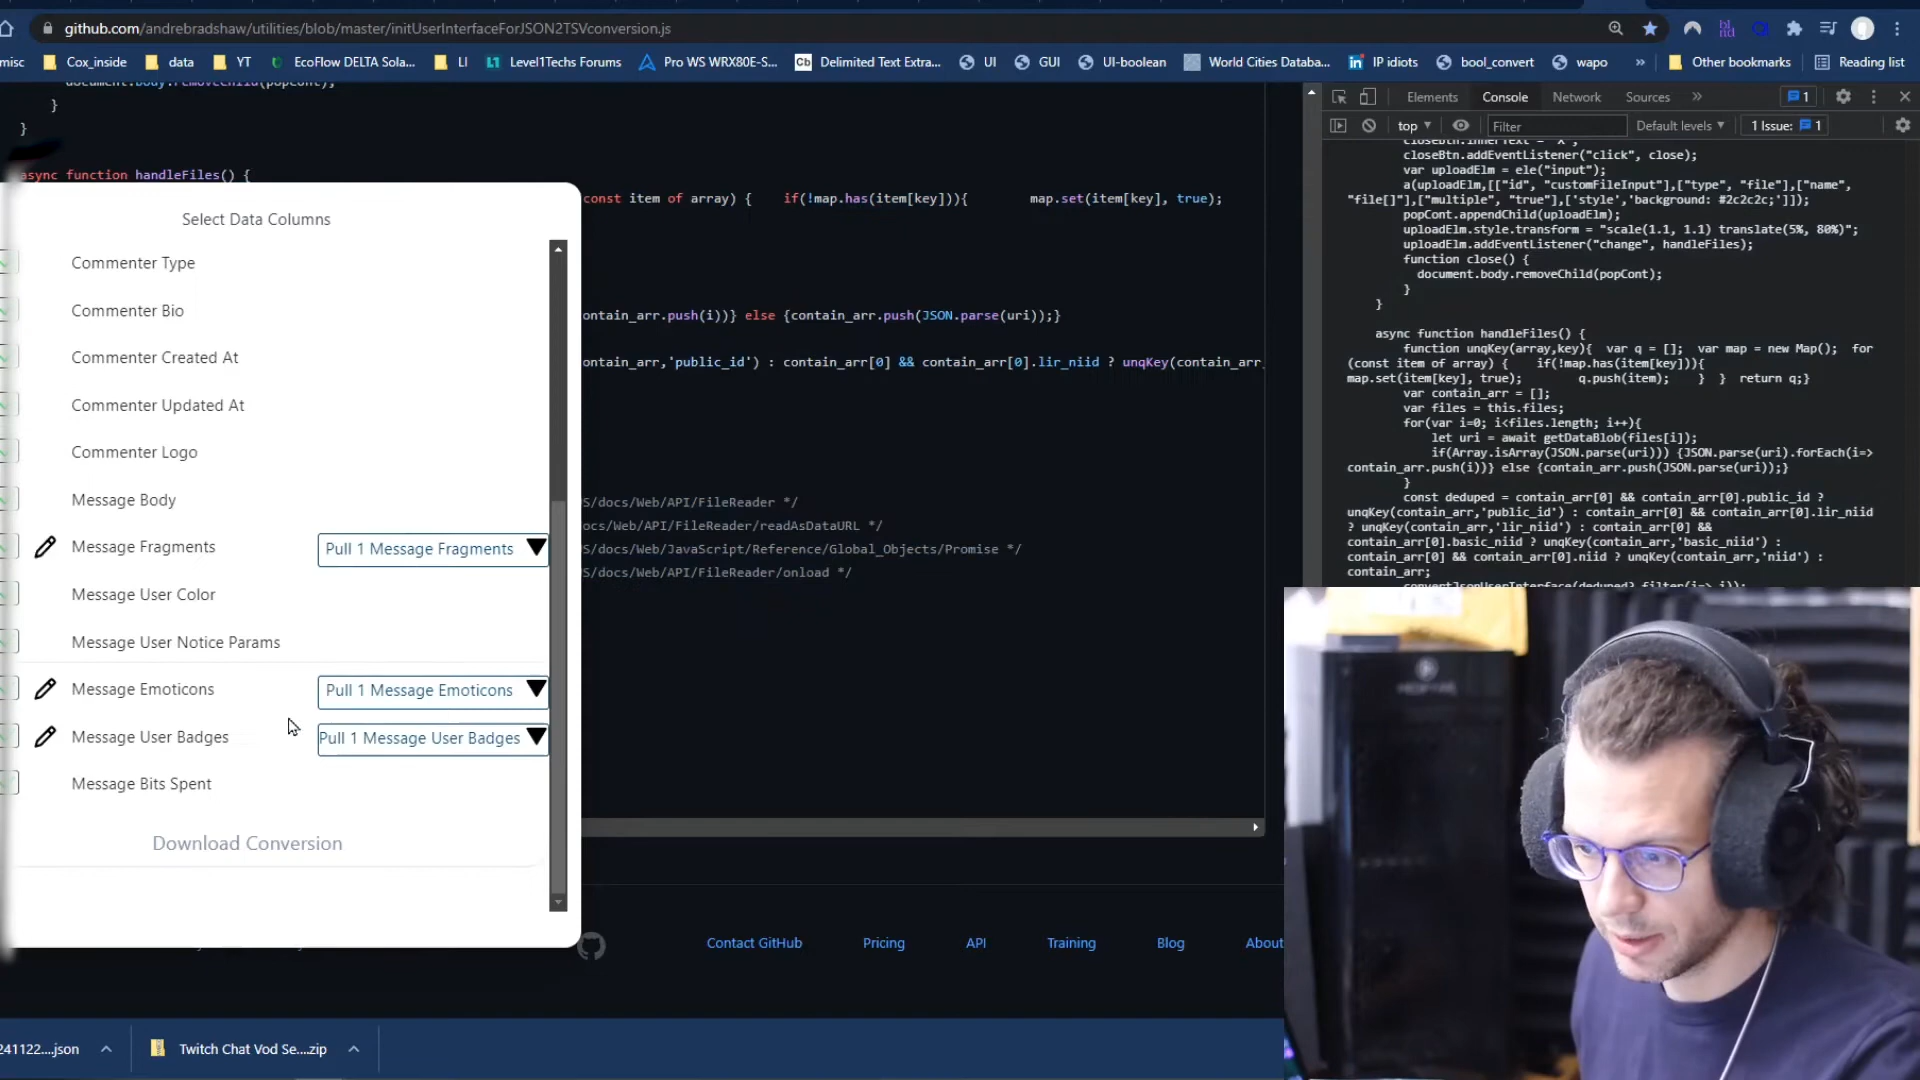 github.com/andrebradshaw/utilities/blob/master/initUserInterfaceForJSON2TSVconversion.js
misc Cox_inside data YT EcoFlow DELTA Sola... LI Level1Techs Forums Pro WS WRX80E-S... Cb Delimited Text Extra... UI GUI UI-boolean World Cities Databa... IP idiots bool_convert wapo » Other bookmarks Reading list
document.body.removeChild(popCont);
}
}
async function handleFiles() {
const item of array) { if(!map.has(item[key])){ map.set(item[key], true);
ontain_arr.push(i))} else {contain_arr.push(JSON.parse(uri));}
ontain_arr,'public_id') : contain_arr[0] && contain_arr[0].lir_niid ? unqKey(contain_arr
S/docs/Web/API/FileReader */
ocs/Web/API/FileReader/readAsDataURL */
S/docs/Web/JavaScript/Reference/Global_Objects/Promise */
S/docs/Web/API/FileReader/onload */
Select Data Columns
Commenter Type
Commenter Bio
Commenter Created At
Commenter Updated At
Commenter Logo
Message Body
Message Fragments Pull 1 Message Fragments
Message User Color
Message User Notice Params
Message Emoticons Pull 1 Message Emoticons
Message User Badges Pull 1 Message User Badges
Message Bits Spent
Download Conversion
Contact GitHub Pricing API Training Blog About
241122....json Twitch Chat Vod Se....zip
Elements Console Network Sources » 1
top Filter Default levels 1 Issue: 1
closeBtn.addEventListener("click", close);
var uploadElm = ele("input");
a(uploadElm,[["id", "customFileInput"],["type", "file"],["name",
"file[]"],["multiple", "true"],['style','background: #2c2c2c;']]);
popCont.appendChild(uploadElm);
uploadElm.style.transform = "scale(1.1, 1.1) translate(5%, 80%)";
uploadElm.addEventListener("change", handleFiles);
function close() {
document.body.removeChild(popCont);
}
}
async function handleFiles() {
function unqKey(array,key){ var q = []; var map = new Map(); for
(const item of array) { if(!map.has(item[key])){
map.set(item[key], true); q.push(item); } } return q;}
var contain_arr = [];
var files = this.files;
for(var i=0; i<files.length; i++){
let uri = await getDataBlob(files[i]);
if(Array.isArray(JSON.parse(uri))) {JSON.parse(uri).forEach(i=>
contain_arr.push(i))} else {contain_arr.push(JSON.parse(uri));}
}
const deduped = contain_arr[0] && contain_arr[0].public_id ?
unqKey(contain_arr,'public_id') : contain_arr[0] && contain_arr[0].lir_niid
? unqKey(contain_arr,'lir_niid') : contain_arr[0] &&
contain_arr[0].basic_niid ? unqKey(contain_arr,'basic_niid') :
contain_arr[0] && contain_arr[0].niid ? unqKey(contain_arr,'niid') :
contain_arr;